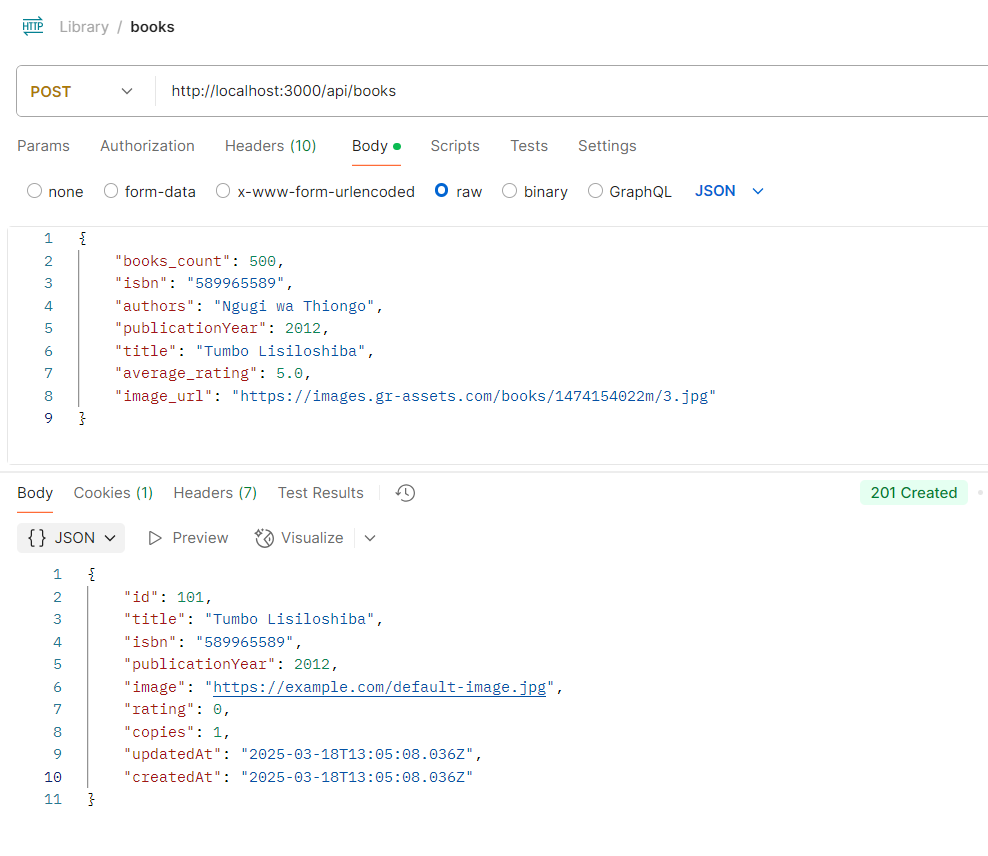 HTTP Library / books
POST http://localhost:3000/api/books
Params Authorization Headers (10) Body Scripts Tests Settings
none form-data x-www-form-urlencoded raw binary GraphQL JSON
1 {
2 "books_count": 500,
3 "isbn": "589965589",
4 "authors": "Ngugi wa Thiongo",
5 "publicationYear": 2012,
6 "title": "Tumbo Lisiloshiba",
7 "average_rating": 5.0,
8 "image_url": "https://images.gr-assets.com/books/1474154022m/3.jpg"
9 }
Body Cookies (1) Headers (7) Test Results 201 Created
{} JSON Preview Visualize
1 {
2 "id": 101,
3 "title": "Tumbo Lisiloshiba",
4 "isbn": "589965589",
5 "publicationYear": 2012,
6 "image": "https://example.com/default-image.jpg",
7 "rating": 0,
8 "copies": 1,
9 "updatedAt": "2025-03-18T13:05:08.036Z",
10 "createdAt": "2025-03-18T13:05:08.036Z"
11 }